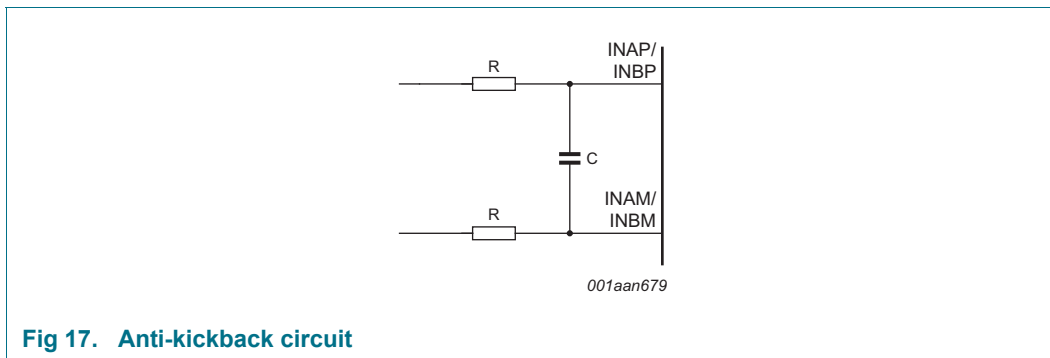 INAP/
INBP
R
C
INAM/
INBM
R
001aan679
Fig 17. Anti-kickback circuit